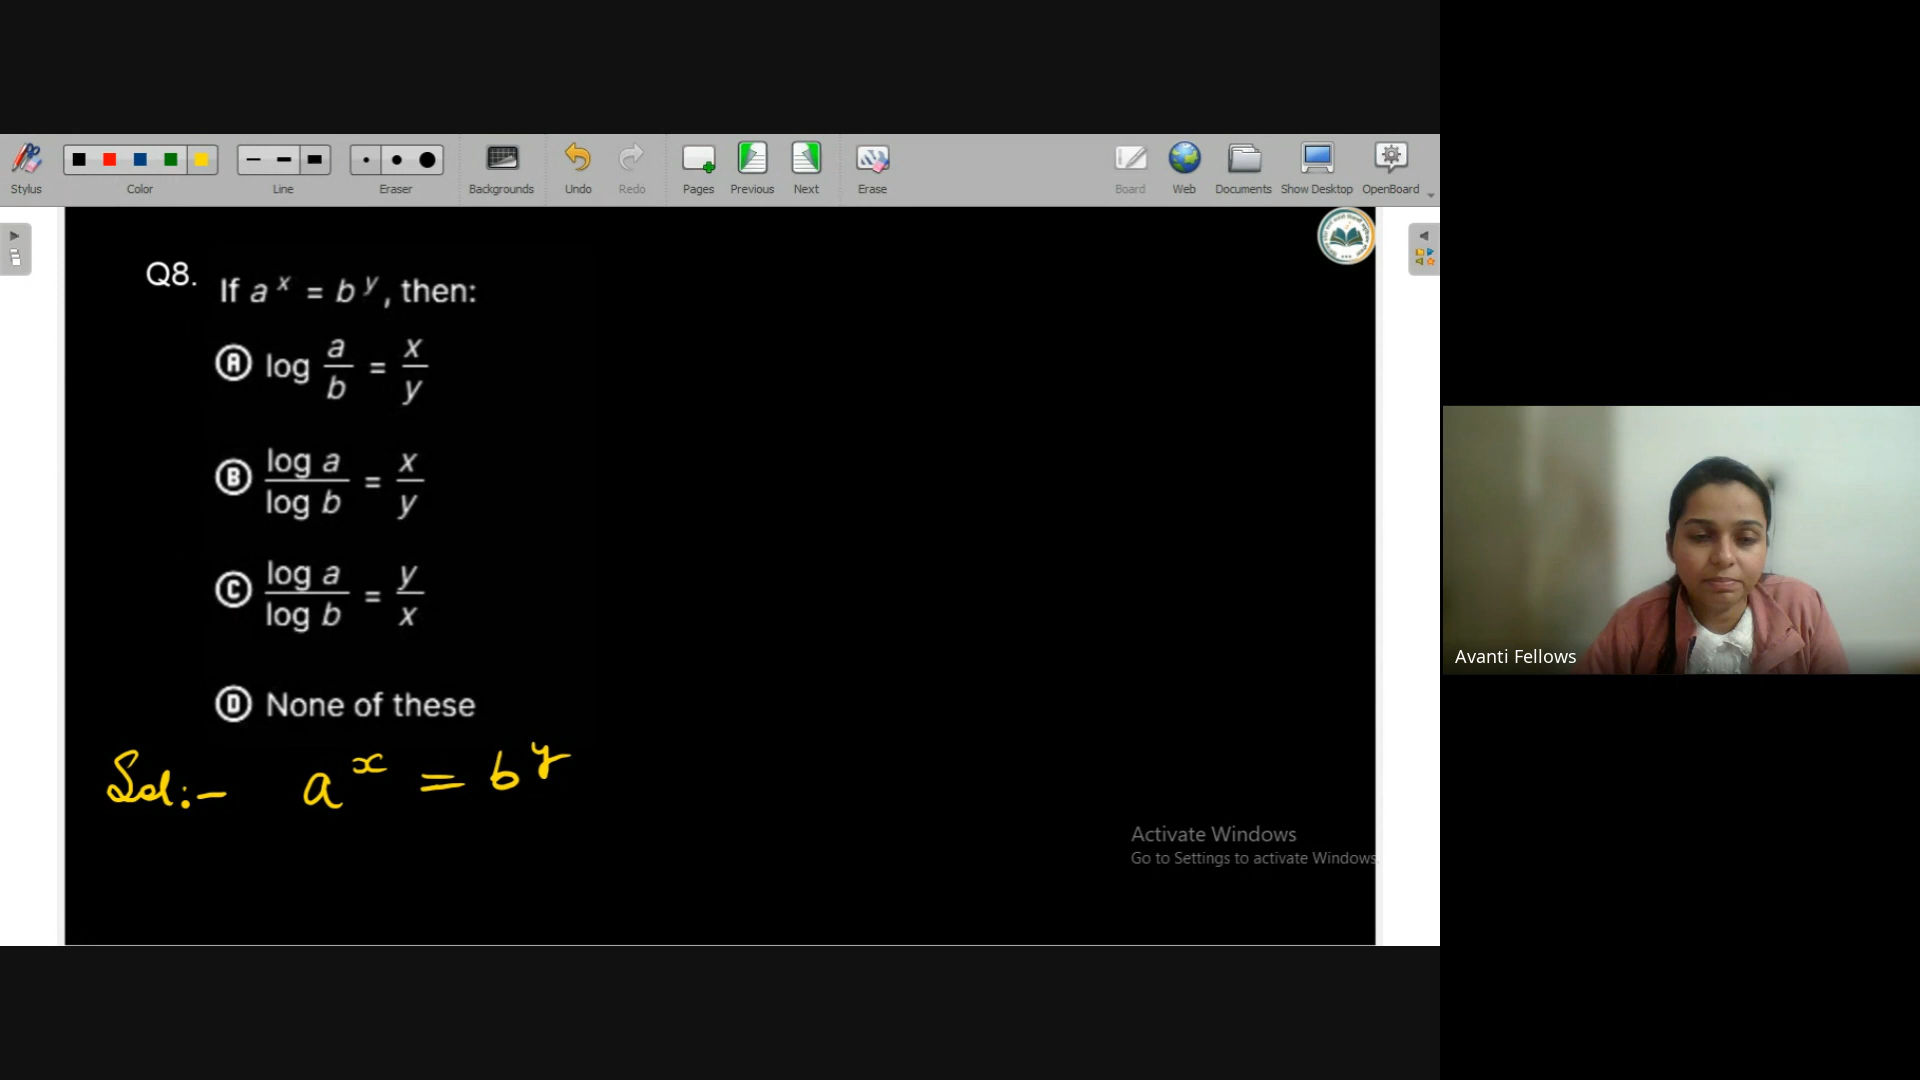 Stylus Color Line Eraser Backgrounds Undo Redo Pages Previous Next Erase Board Web Documents Show Desktop OpenBoard
Q8. If a^x = b^y, then:
A log a/b = x/y
B log a/log b = x/y
C log a/log b = y/x
D None of these
Sol:- a^x = b^y
Activate Windows
Go to Settings to activate Windows.
Avanti Fellows